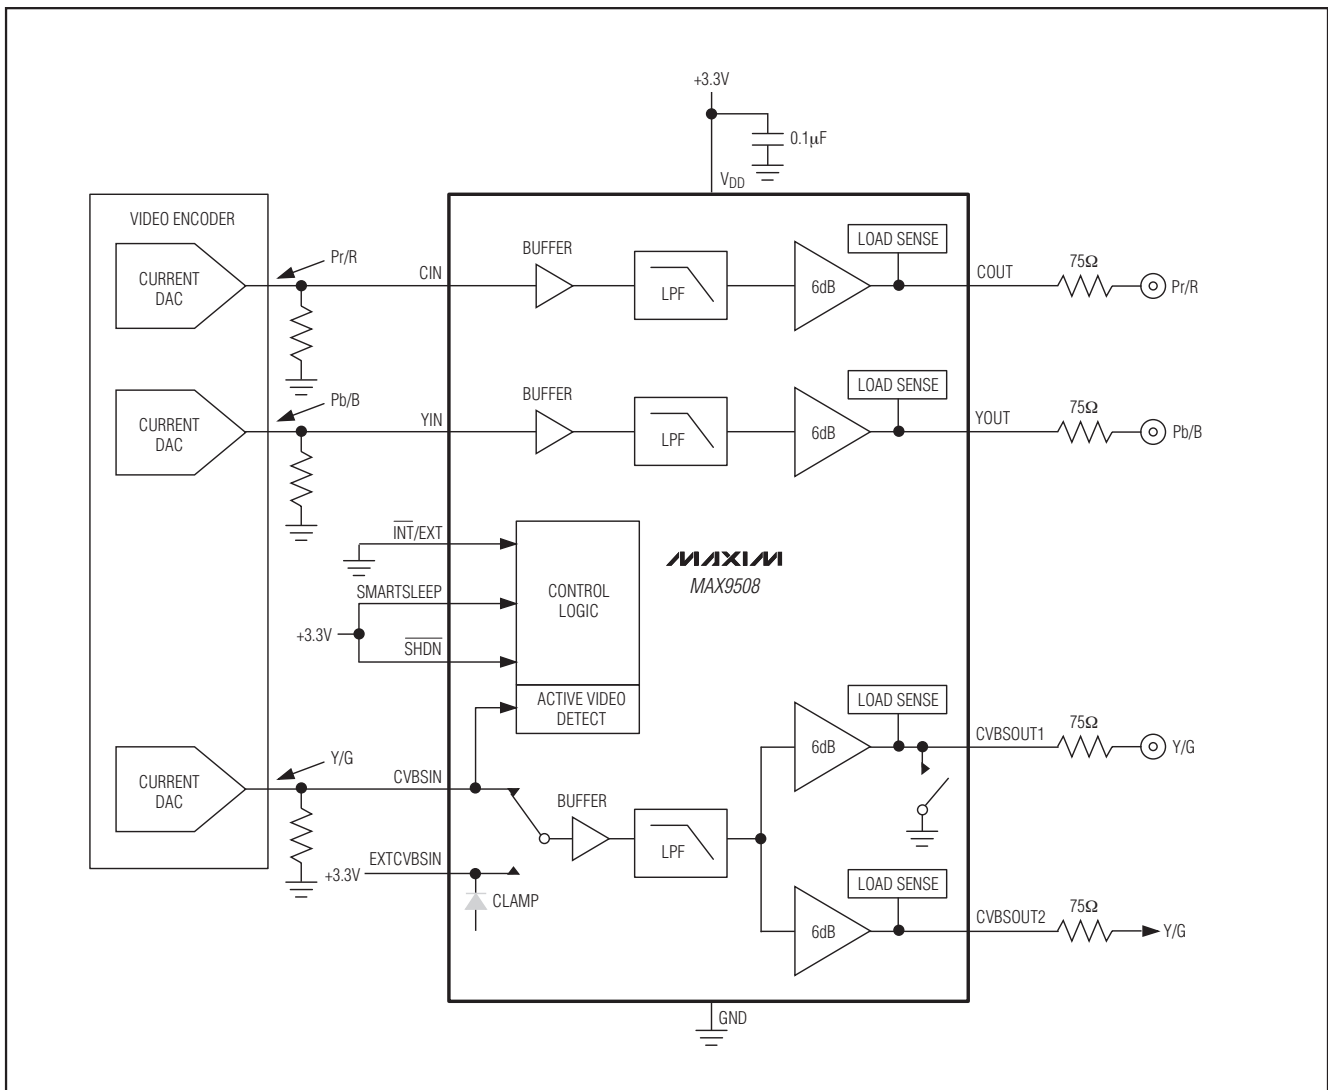 +3.3V
0.1µF
VDD
VIDEO ENCODER
CURRENT
DAC
Pr/R
CIN
BUFFER
LPF
6dB
LOAD SENSE
COUT
75Ω
Pr/R
CURRENT
DAC
Pb/B
YIN
BUFFER
LPF
6dB
LOAD SENSE
YOUT
75Ω
Pb/B
INT/EXT
SMARTSLEEP
+3.3V
SHDN
CONTROL
LOGIC
ACTIVE VIDEO
DETECT
MAXIM
MAX9508
CURRENT
DAC
Y/G
CVBSIN
BUFFER
LPF
EXTCVBSIN
+3.3V
CLAMP
6dB
LOAD SENSE
CVBSOUT1
75Ω
Y/G
6dB
LOAD SENSE
CVBSOUT2
75Ω
Y/G
GND